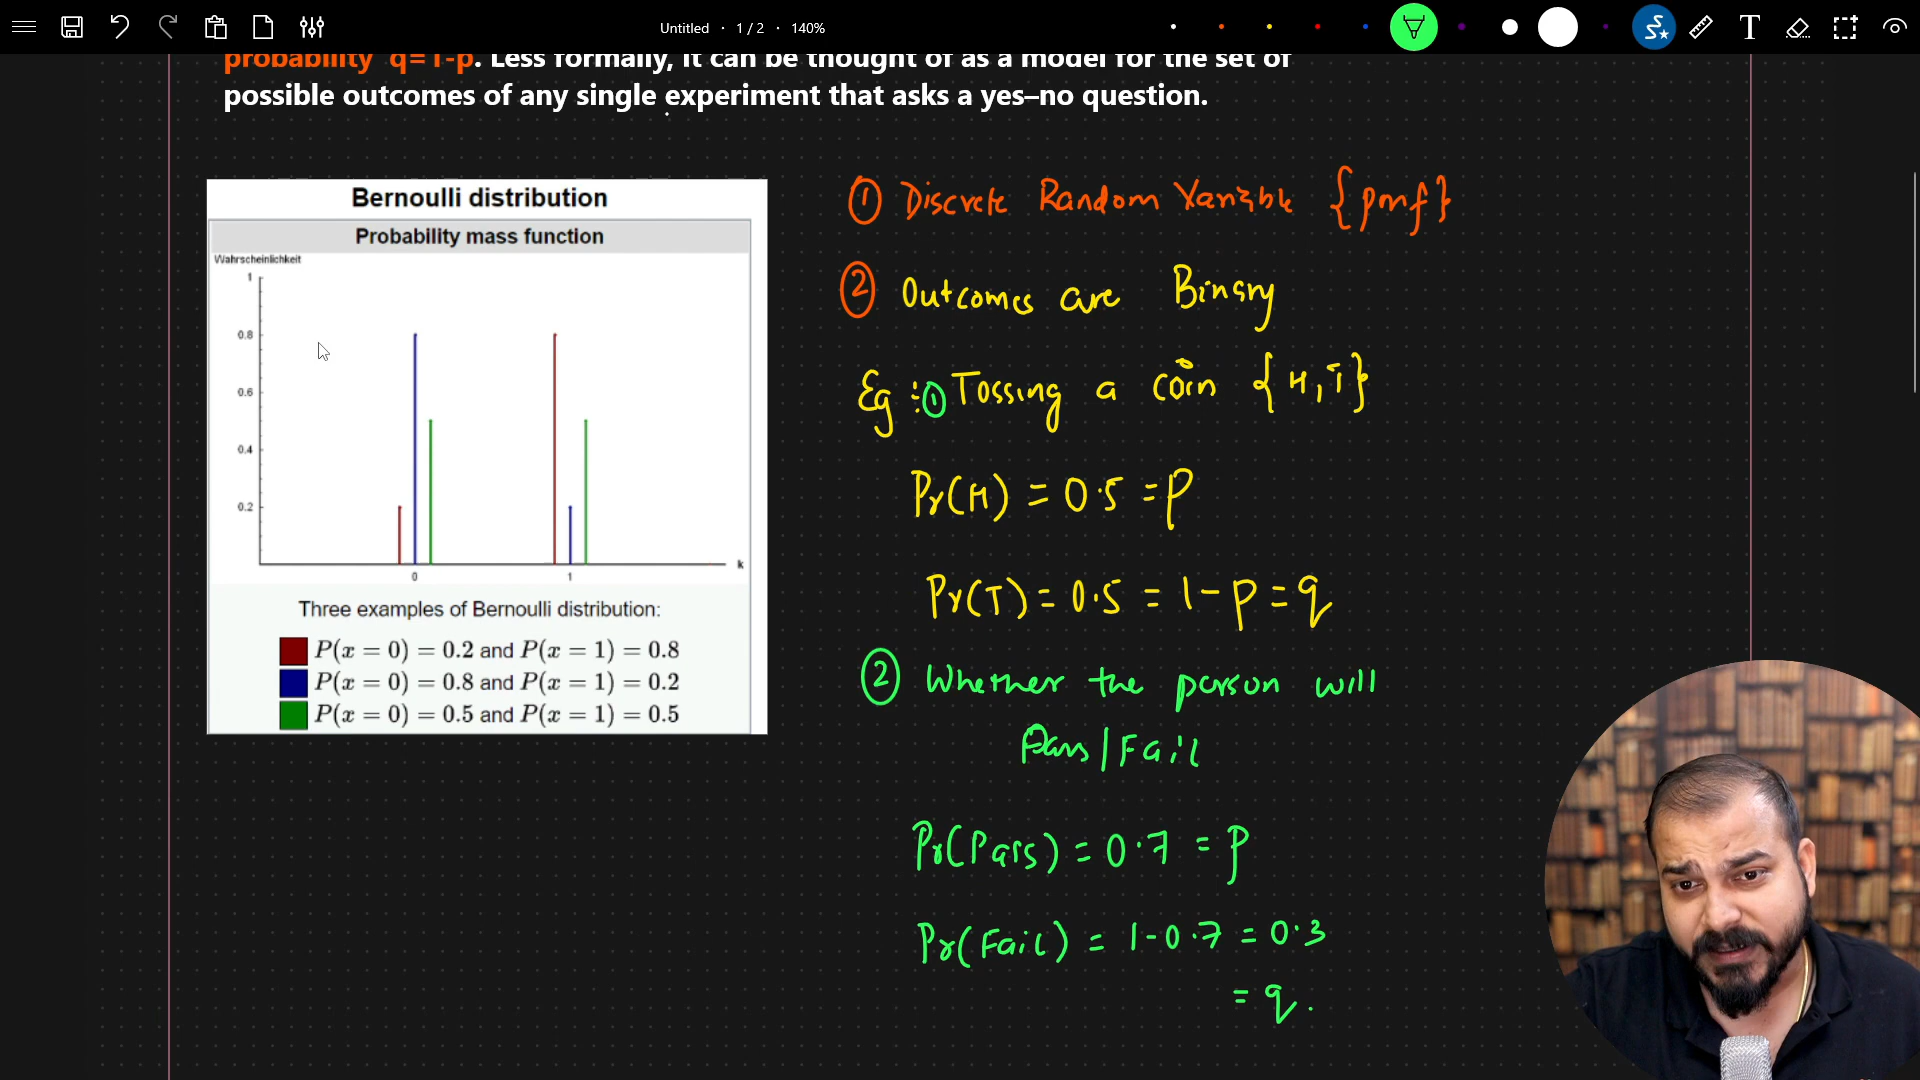 Untitled · 1 / 2 · 140%
probability q=1-p. Less formally, it can be thought of as a model for the set of
possible outcomes of any single experiment that asks a yes–no question.
Bernoulli distribution
Probability mass function
Wahrscheinlichkeit
1
0.8
0.6
0.4
0.2
k
0 1
Three examples of Bernoulli distribution:
P(x = 0) = 0.2 and P(x = 1) = 0.8
P(x = 0) = 0.8 and P(x = 1) = 0.2
P(x = 0) = 0.5 and P(x = 1) = 0.5
① Discrete Random Variable {pmf}
② Outcomes are Binary
Eg :① Tossing a coin {H,T}
Pr(H) = 0.5 = p
Pr(T) = 0.5 = 1 - p = q
② Whether the person will
Pass / Fail
Pr(Pass) = 0.7 = p
Pr(Fail) = 1 - 0.7 = 0.3
= q.